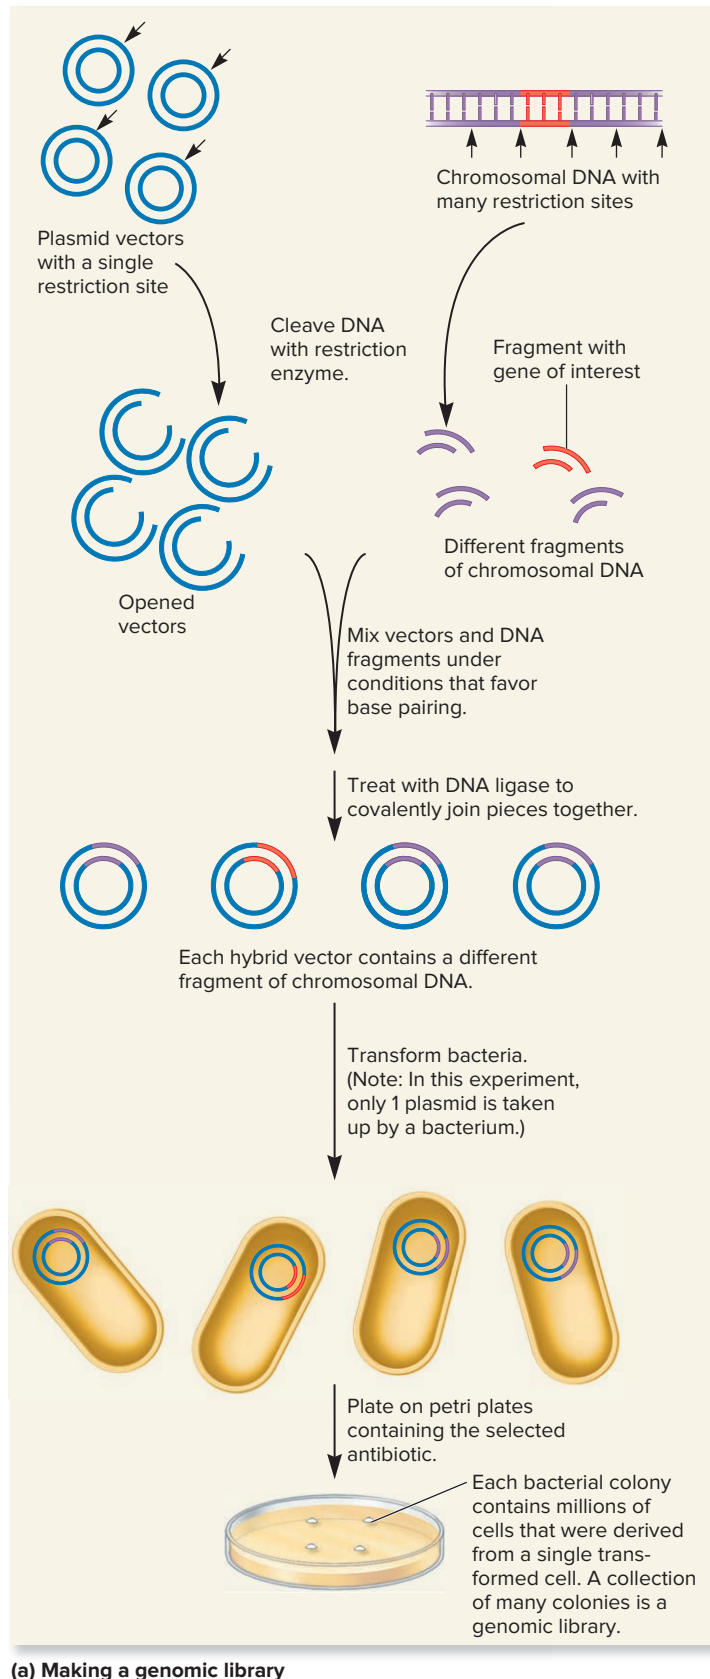 Plasmid vectors
with a single
restriction site
Chromosomal DNA with
many restriction sites
Cleave DNA
with restriction
enzyme.
Fragment with
gene of interest
Opened
vectors
Different fragments
of chromosomal DNA
Mix vectors and DNA
fragments under
conditions that favor
base pairing.
Treat with DNA ligase to
covalently join pieces together.
Each hybrid vector contains a different
fragment of chromosomal DNA.
Transform bacteria.
(Note: In this experiment,
only 1 plasmid is taken
up by a bacterium.)
Plate on petri plates
containing the selected
antibiotic.
Each bacterial colony
contains millions of
cells that were derived
from a single trans-
formed cell. A collection
of many colonies is a
genomic library.
(a) Making a genomic library